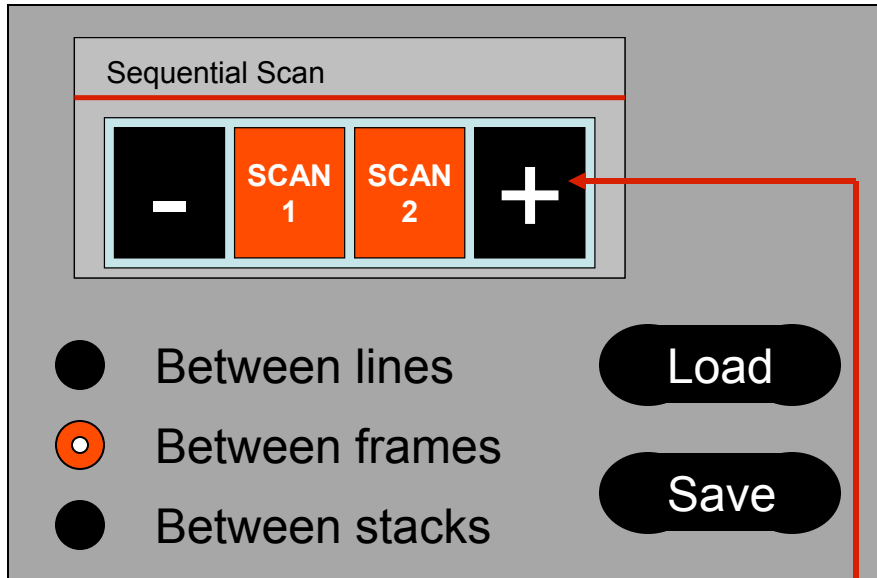 Sequential Scan
-
SCAN
1
SCAN
2
+
Between lines
Load
Between frames
Save
Between stacks